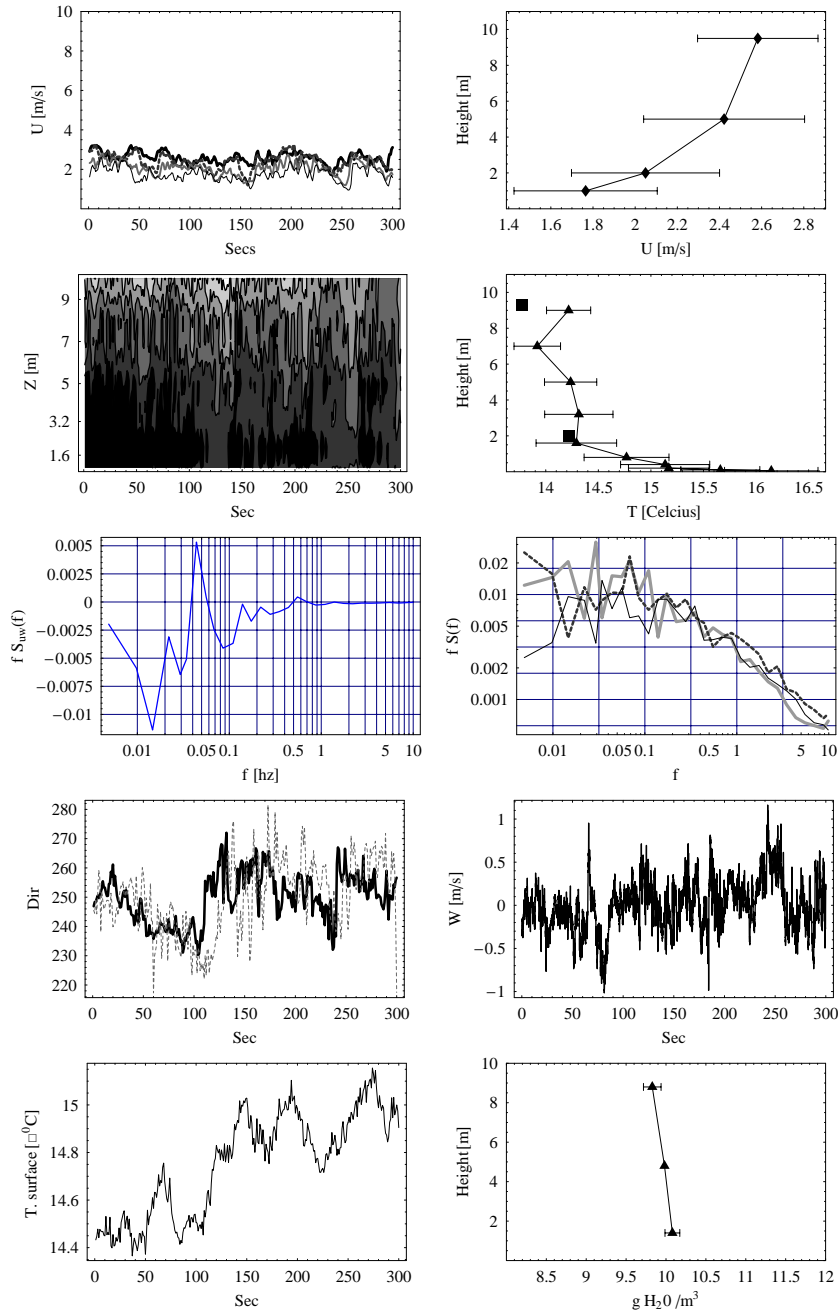 10
8
6
4
2
U [m/s]
0 50 100 150 200 250 300
Secs
10
8
6
4
2
Height [m]
1.4 1.6 1.8 2 2.2 2.4 2.6 2.8
U [m/s]
9
7
5
3.2
1.6
Z [m]
0 50 100 150 200 250 300
Sec
10
8
6
4
2
Height [m]
14 14.5 15 15.5 16 16.5
T [Celcius]
0.005
0.0025
0
−0.0025
−0.005
−0.0075
−0.01
f Suw(f)
0.01 0.05 0.1 0.5 1 5 10
f [hz]
0.02
0.01
0.005
0.002
0.001
f S(f)
0.01 0.05 0.1 0.5 1 5 10
f
280
270
260
250
240
230
220
Dir
0 50 100 150 200 250 300
Sec
1
0.5
0
−0.5
−1
W [m/s]
0 50 100 150 200 250 300
Sec
15
14.8
14.6
14.4
T. surface [□⁰C]
0 50 100 150 200 250 300
Sec
10
8
6
4
2
Height [m]
8.5 9 9.5 10 10.5 11 11.5 12
g H₂0 /m³